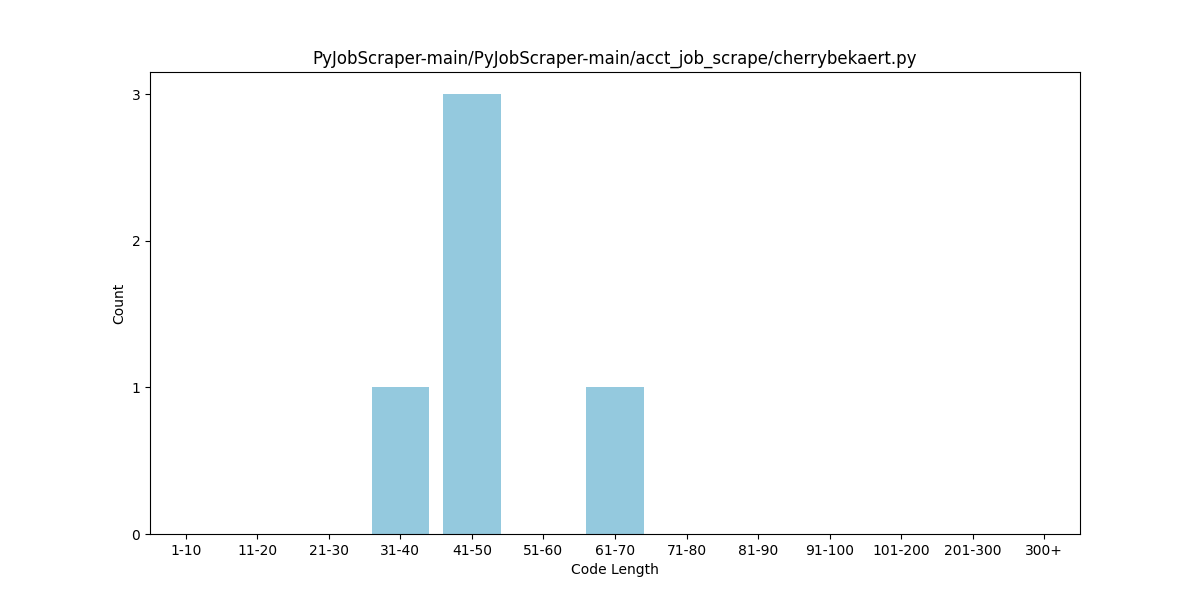 PyJobScraper-main/PyJobScraper-main/acct_job_scrape/cherrybekaert.py
3
2
1
0
Count
1-10 11-20 21-30 31-40 41-50 51-60 61-70 71-80 81-90 91-100 101-200 201-300 300+
Code Length